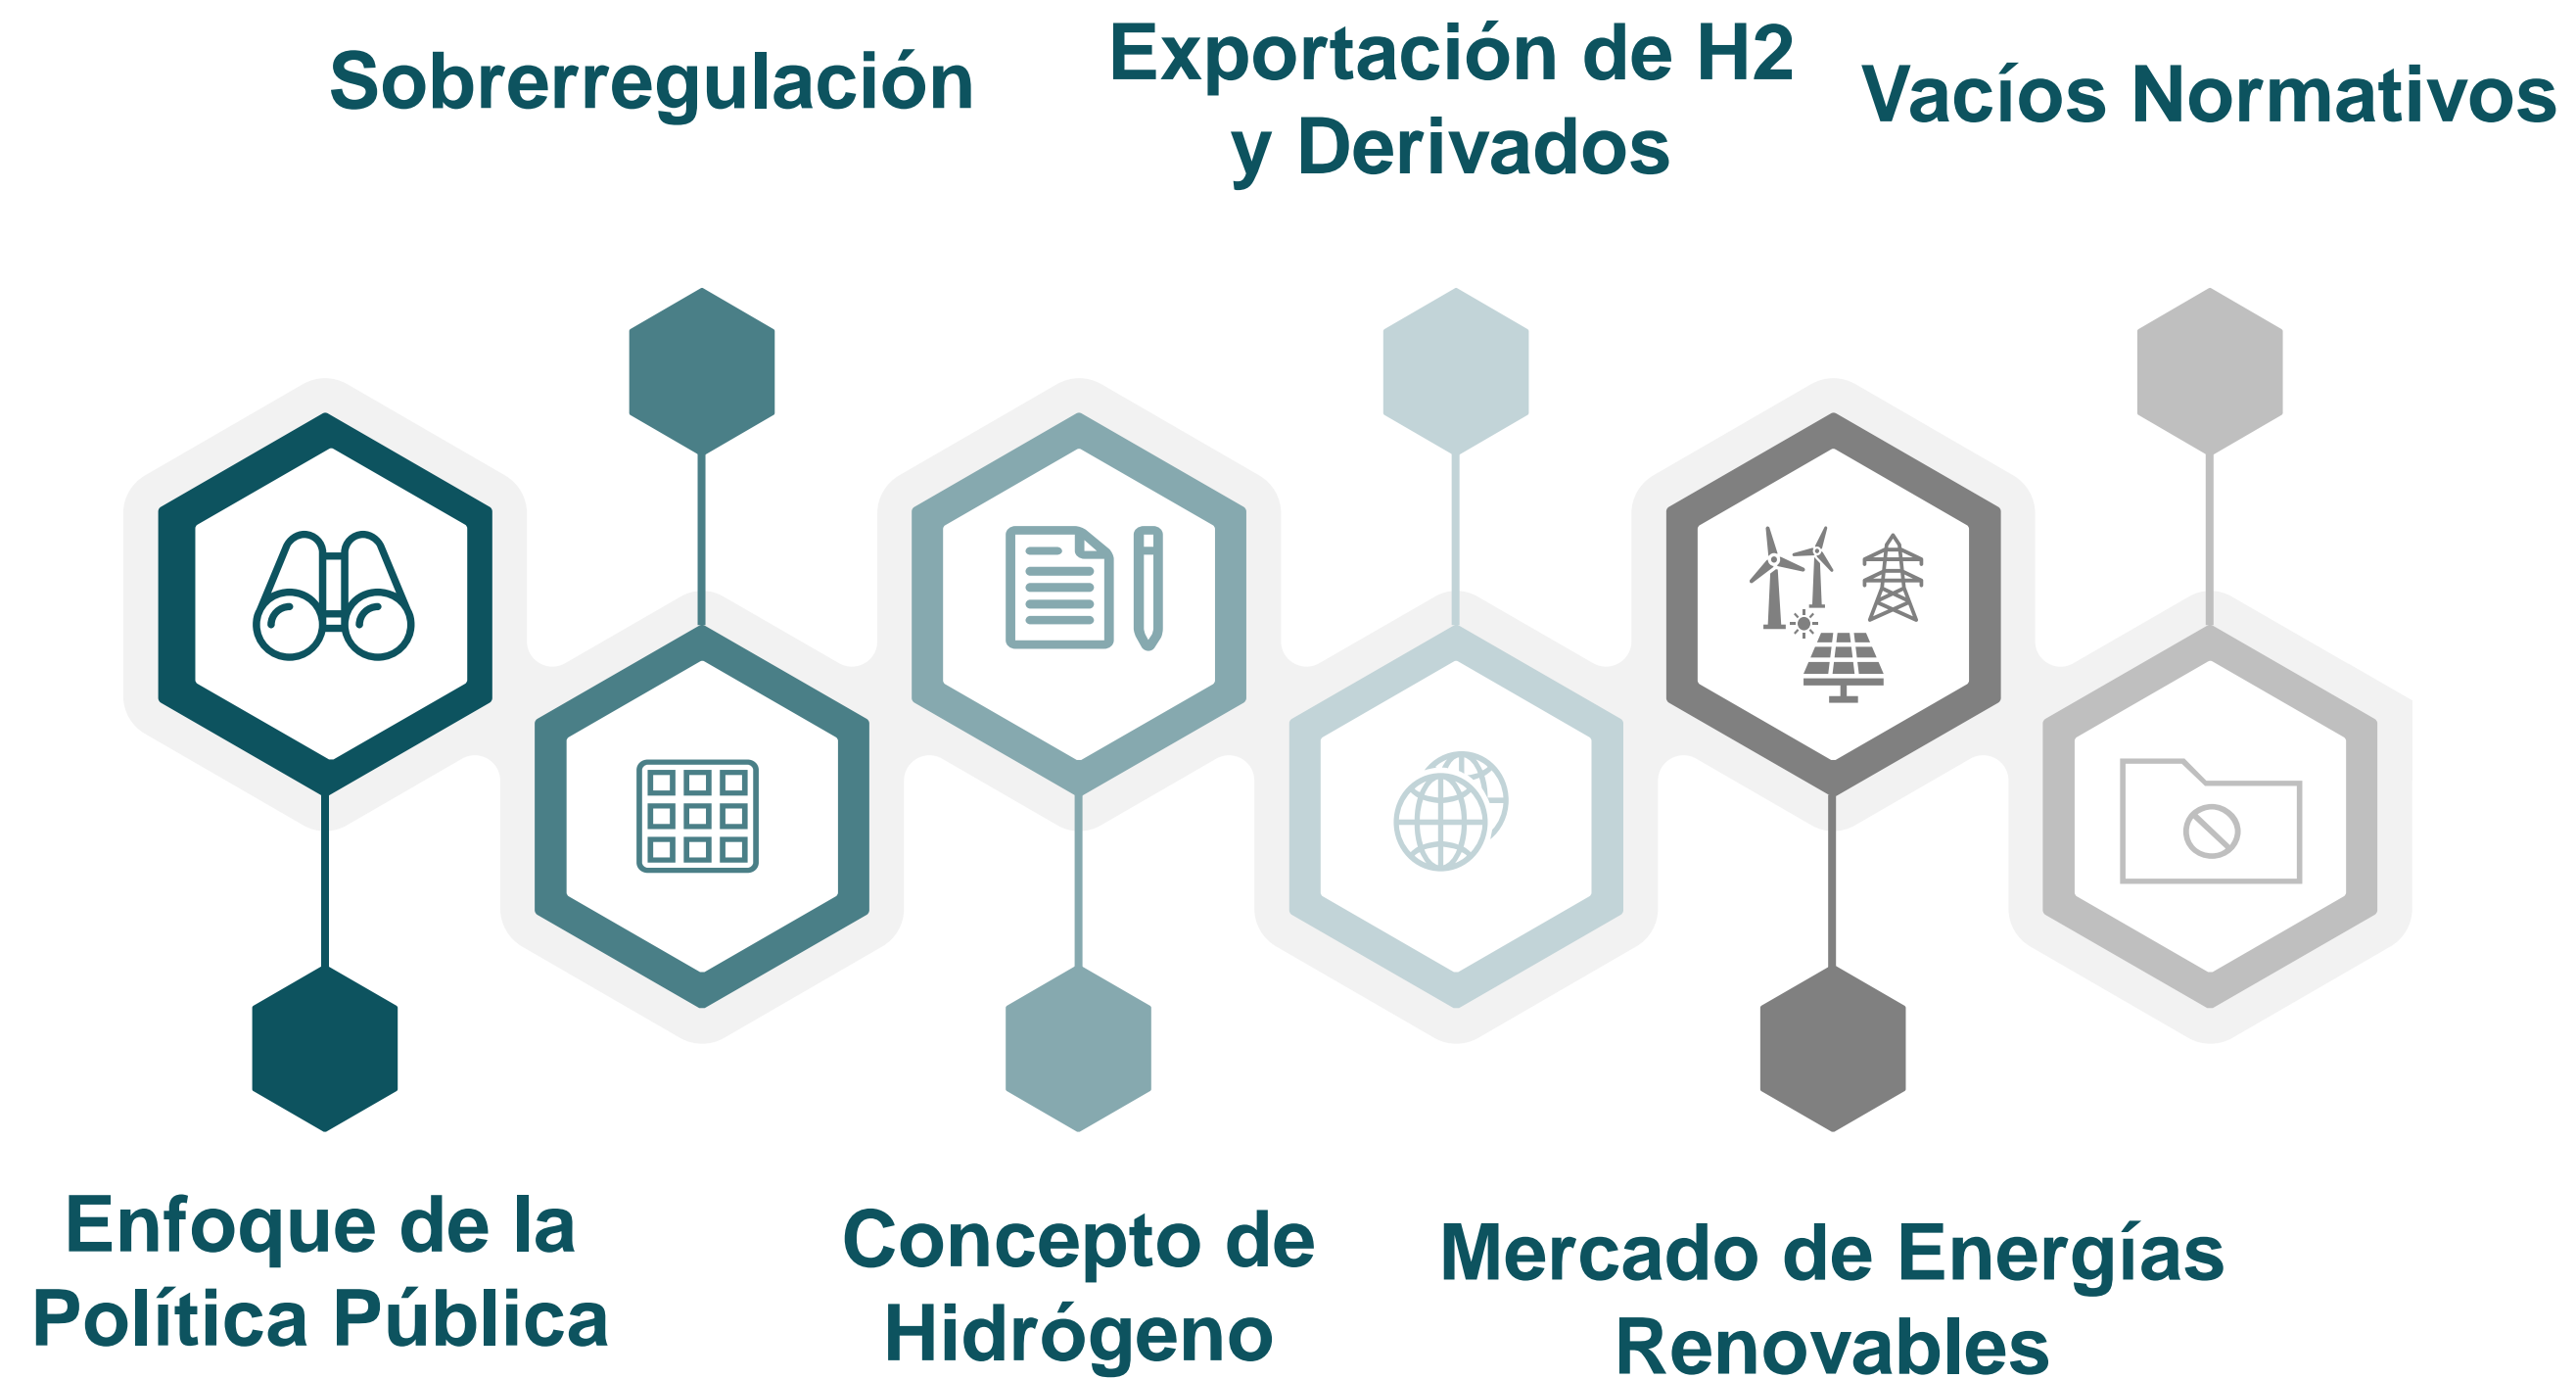 Sobrerregulación
Exportación de H2
y Derivados
Vacíos Normativos
Enfoque de la
Política Pública
Concepto de
Hidrógeno
Mercado de Energías
Renovables